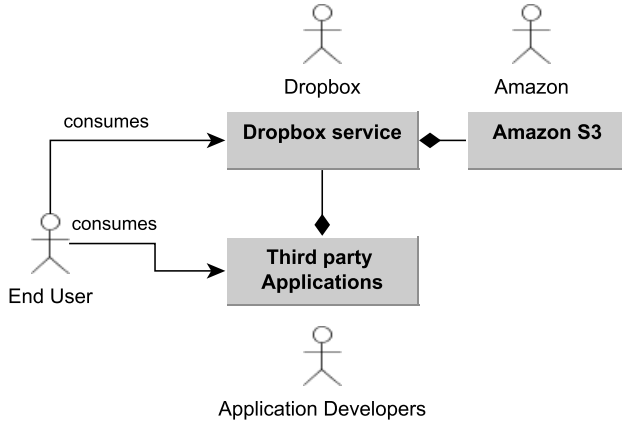 Dropbox
Amazon
consumes
Dropbox service
Amazon S3
consumes
Third party
Applications
End User
Application Developers